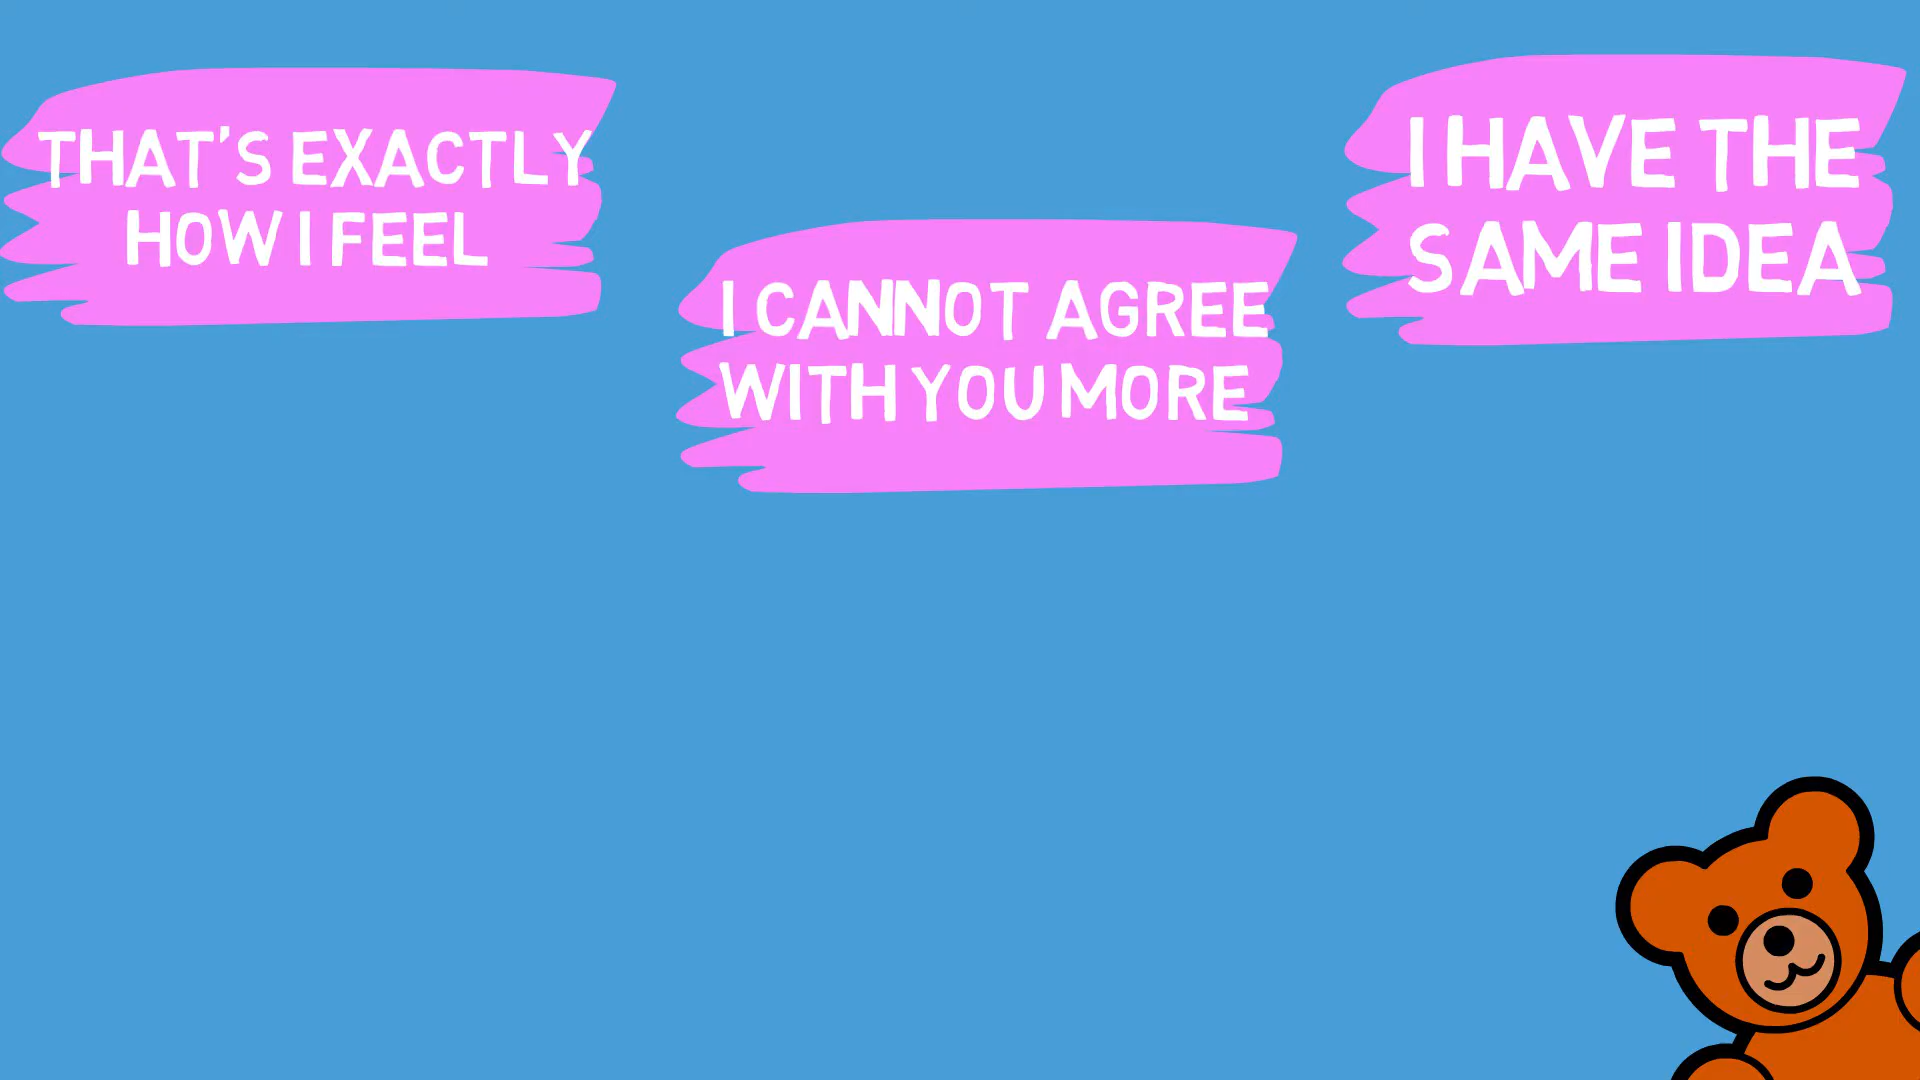 THAT'S EXACTLY
HOW I FEEL
I CANNOT AGREE
WITH YOU MORE
I HAVE THE
SAME IDEA